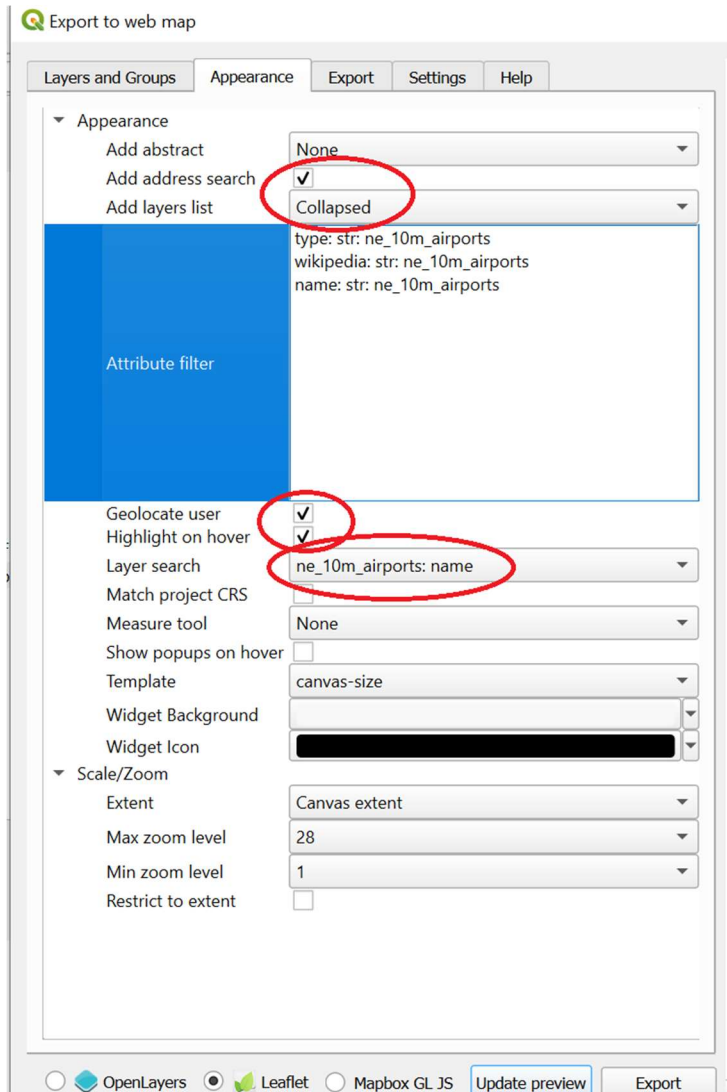 Export to web map
Layers and Groups Appearance Export Settings Help
Appearance
Add abstract None
Add address search
Add layers list Collapsed
type: str: ne_10m_airports
wikipedia: str: ne_10m_airports
name: str: ne_10m_airports
Attribute filter
Geolocate user
Highlight on hover
Layer search ne_10m_airports: name
Match project CRS
Measure tool None
Show popups on hover
Template canvas-size
Widget Background
Widget Icon
Scale/Zoom
Extent Canvas extent
Max zoom level 28
Min zoom level 1
Restrict to extent
OpenLayers Leaflet Mapbox GL JS Update preview Export